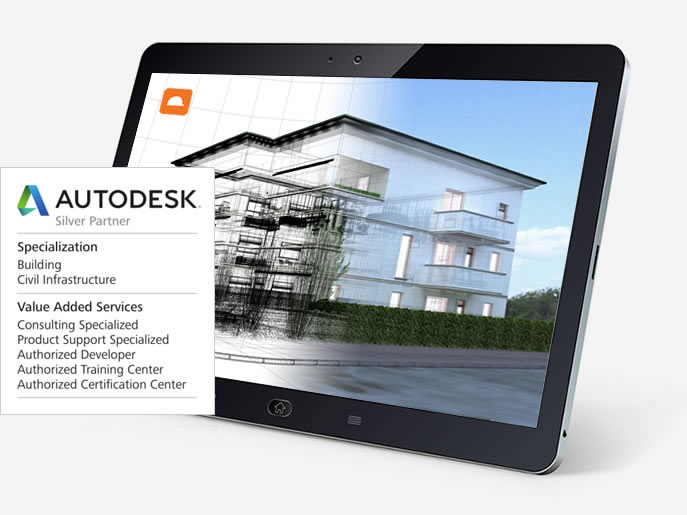 AUTODESK.
Silver Partner
Specialization
Building
Civil Infrastructure
Value Added Services
Consulting Specialized
Product Support Specialized
Authorized Developer
Authorized Training Center
Authorized Certification Center